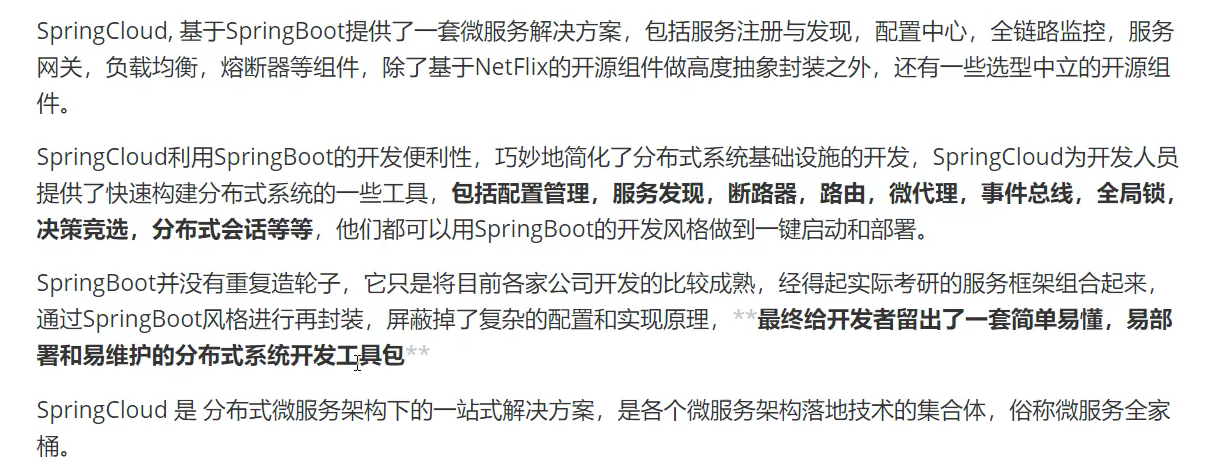 SpringCloud, 基于SpringBoot提供了一套微服务解决方案，包括服务注册与发现，配置中心，全链路监控，服务
网关，负载均衡，熔断器等组件，除了基于NetFlix的开源组件做高度抽象封装之外，还有一些选型中立的开源组
件。
SpringCloud利用SpringBoot的开发便利性，巧妙地简化了分布式系统基础设施的开发，SpringCloud为开发人员
提供了快速构建分布式系统的一些工具，包括配置管理，服务发现，断路器，路由，微代理，事件总线，全局锁，
决策竞选，分布式会话等等，他们都可以用SpringBoot的开发风格做到一键启动和部署。
SpringBoot并没有重复造轮子，它只是将目前各家公司开发的比较成熟，经得起实际考研的服务框架组合起来，
通过SpringBoot风格进行再封装，屏蔽掉了复杂的配置和实现原理，**最终给开发者留出了一套简单易懂，易部
署和易维护的分布式系统开发工具包**
SpringCloud 是 分布式微服务架构下的一站式解决方案，是各个微服务架构落地技术的集合体，俗称微服务全家
桶。